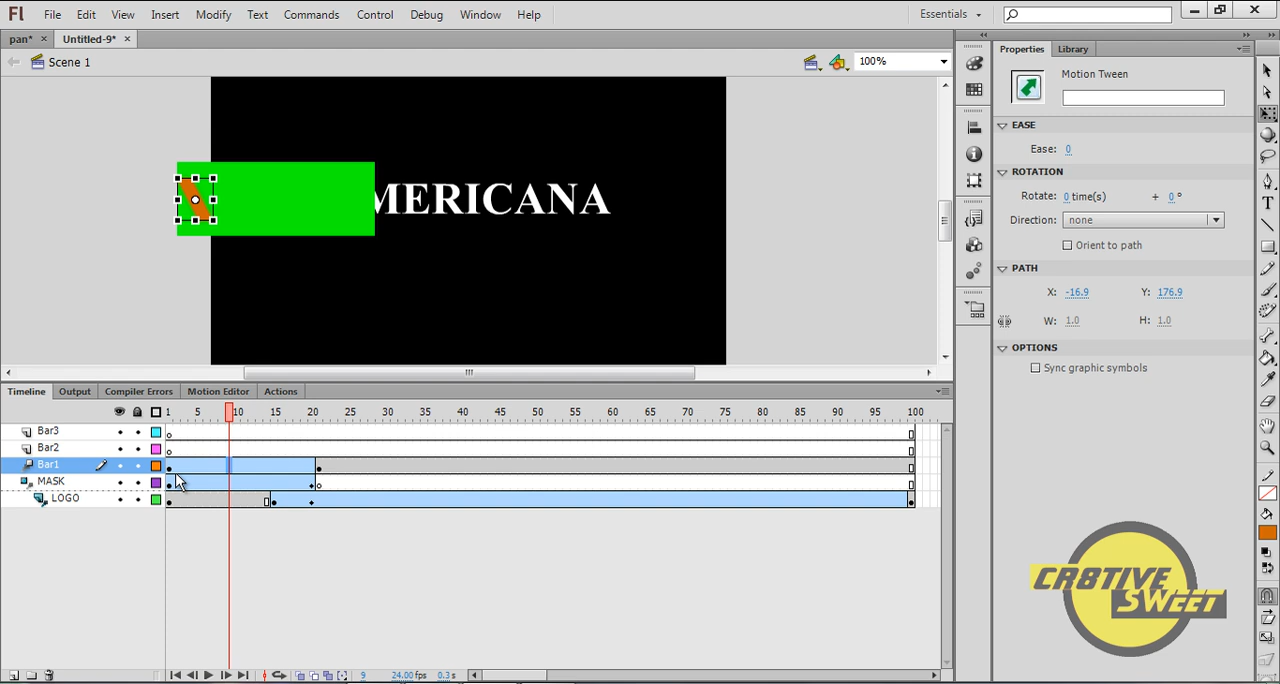 Fl File Edit View Insert Modify Text Commands Control Debug Window Help Essentials
pan* × Untitled-9* ×
Scene 1 100%
MERICANA
Properties Library
Motion Tween
EASE
Ease: 0
ROTATION
Rotate: 0 time(s) + 0 °
Direction: none
Orient to path
PATH
X: -16.9 Y: 176.9
W: 1.0 H: 1.0
OPTIONS
Sync graphic symbols
Timeline Output Compiler Errors Motion Editor Actions
1 5 10 15 20 25 30 35 40 45 50 55 60 65 70 75 80 85 90 95 100
Bar3
Bar2
Bar1
MASK
LOGO
9 24.00 fps 0.3 s
CR8TIVE
SWEET